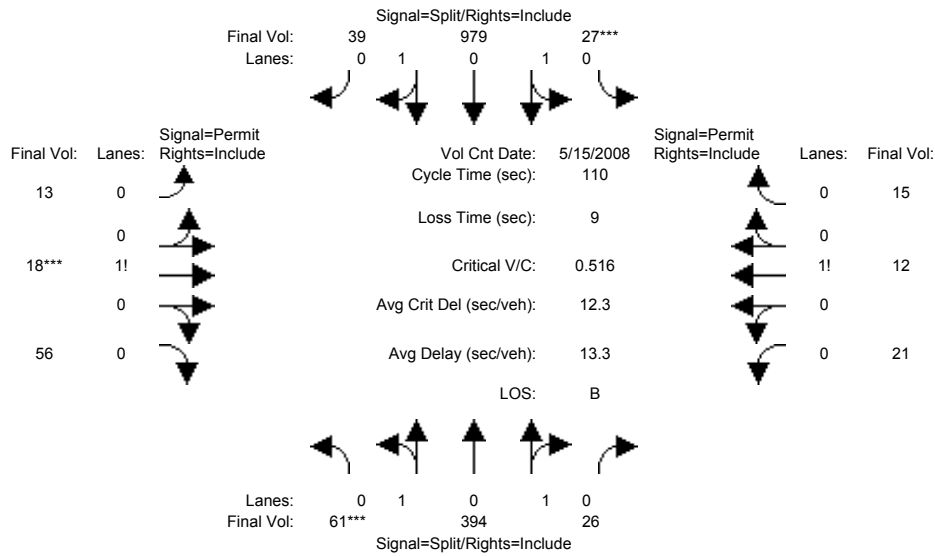 Signal=Split/Rights=Include
Final Vol: 39 979 27***
Lanes: 0 1 0 1 0
Signal=Permit
Final Vol: Lanes: Rights=Include
Vol Cnt Date: 5/15/2008
Signal=Permit
Rights=Include Lanes: Final Vol:
Cycle Time (sec): 110
13 0
0 15
Loss Time (sec): 9
0
0
18*** 1!
Critical V/C: 0.516
1! 12
0
Avg Crit Del (sec/veh): 12.3
0
56 0
Avg Delay (sec/veh): 13.3
0 21
LOS: B
Lanes: 0 1 0 1 0
Final Vol: 61*** 394 26
Signal=Split/Rights=Include